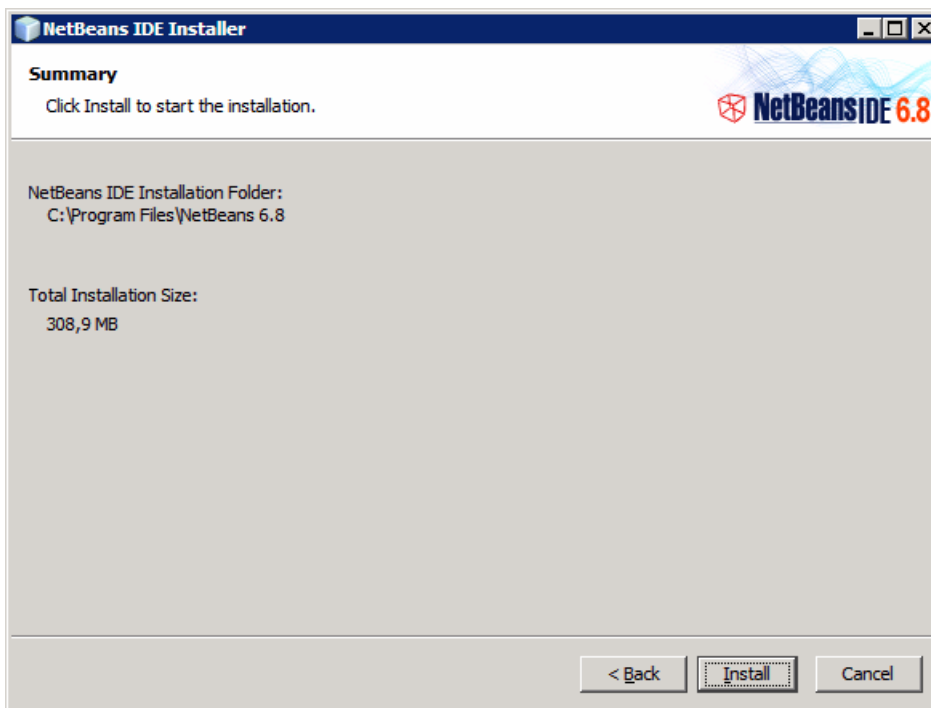 NetBeans IDE Installer
Summary
Click Install to start the installation.
NetBeans IDE 6.8
NetBeans IDE Installation Folder:
C:\Program Files\NetBeans 6.8
Total Installation Size:
308,9 MB
< Back
Install
Cancel